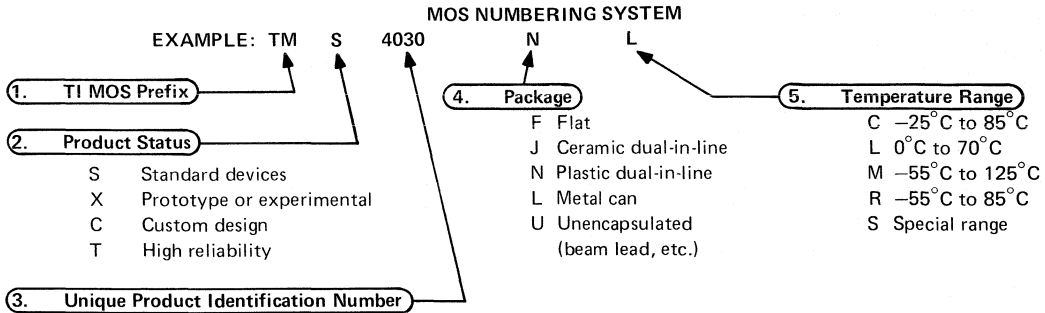 MOS NUMBERING SYSTEM
EXAMPLE: TM S 4030 N L
1. TI MOS Prefix
2. Product Status
S Standard devices
X Prototype or experimental
C Custom design
T High reliability
3. Unique Product Identification Number
4. Package
F Flat
J Ceramic dual-in-line
N Plastic dual-in-line
L Metal can
U Unencapsulated
(beam lead, etc.)
5. Temperature Range
C −25°C to 85°C
L 0°C to 70°C
M −55°C to 125°C
R −55°C to 85°C
S Special range